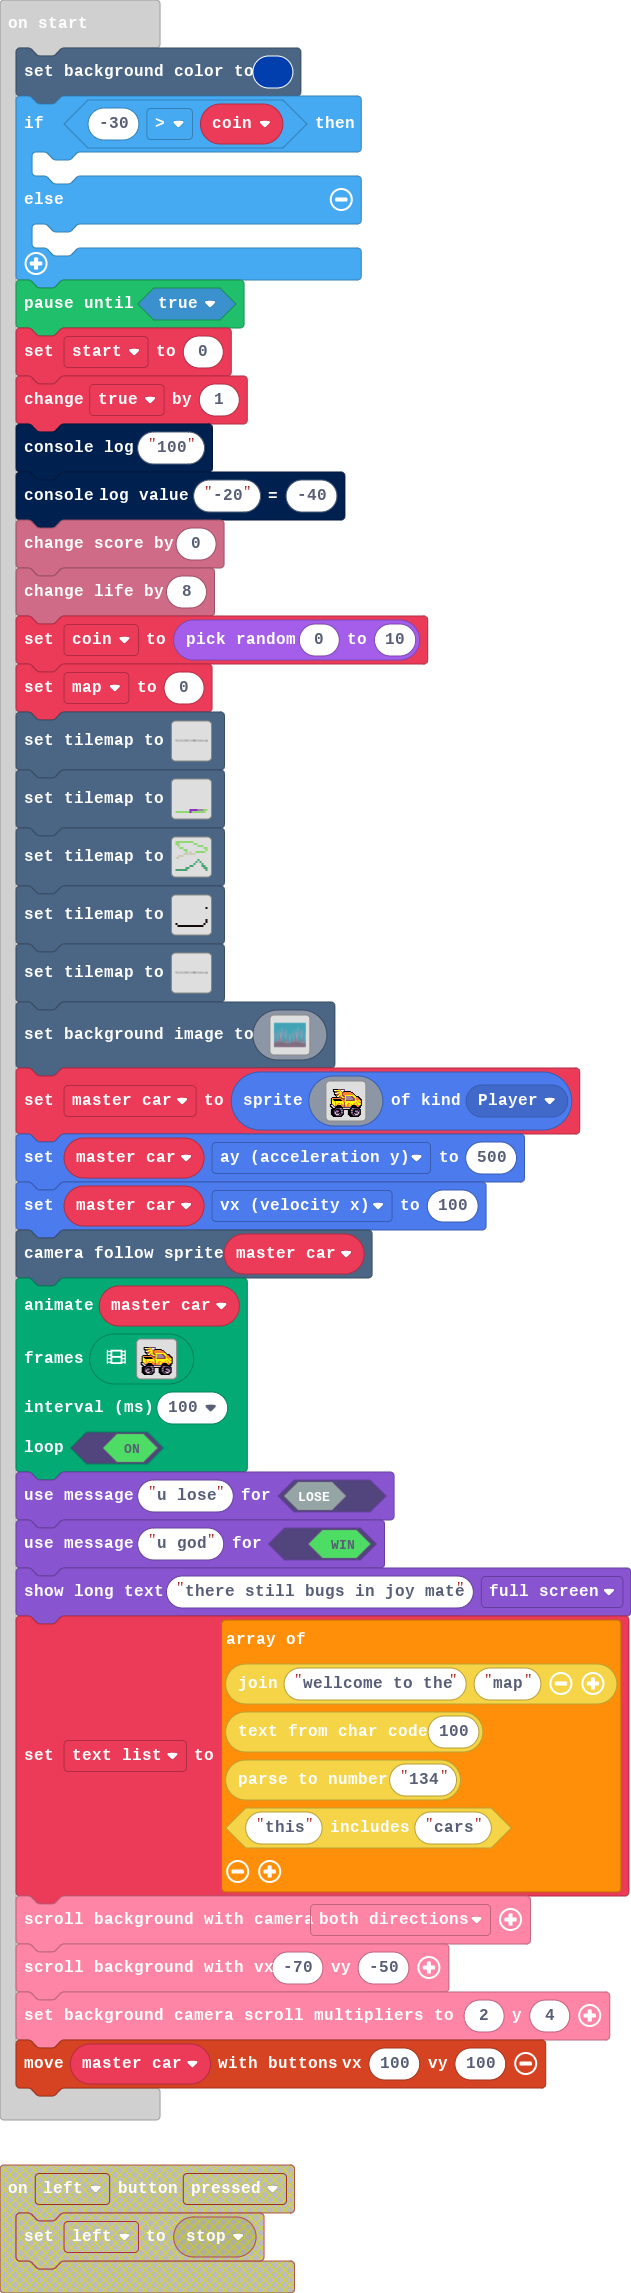 on start
set background color to
if -30 > coin then
else
pause until true
set start to 0
change true by 1
console log "100"
console log value "-20" = -40
change score by 0
change life by 8
set coin to pick random 0 to 10
set map to 0
set tilemap to
set tilemap to
set tilemap to
set tilemap to
set tilemap to
set background image to
set master car to sprite of kind Player
set master car ay (acceleration y) to 500
set master car vx (velocity x) to 100
camera follow sprite master car
animate master car
frames
interval (ms) 100
loop ON
use message "u lose" for LOSE
use message "u god" for WIN
show long text "there still bugs in joy mate" full screen
array of
join "wellcome to the" "map"
text from char code 100
set text list to
parse to number "134"
"this" includes "cars"
scroll background with camera both directions
scroll background with vx -70 vy -50
set background camera scroll multipliers to 2 y 4
move master car with buttons vx 100 vy 100
on left button pressed
set left to stop